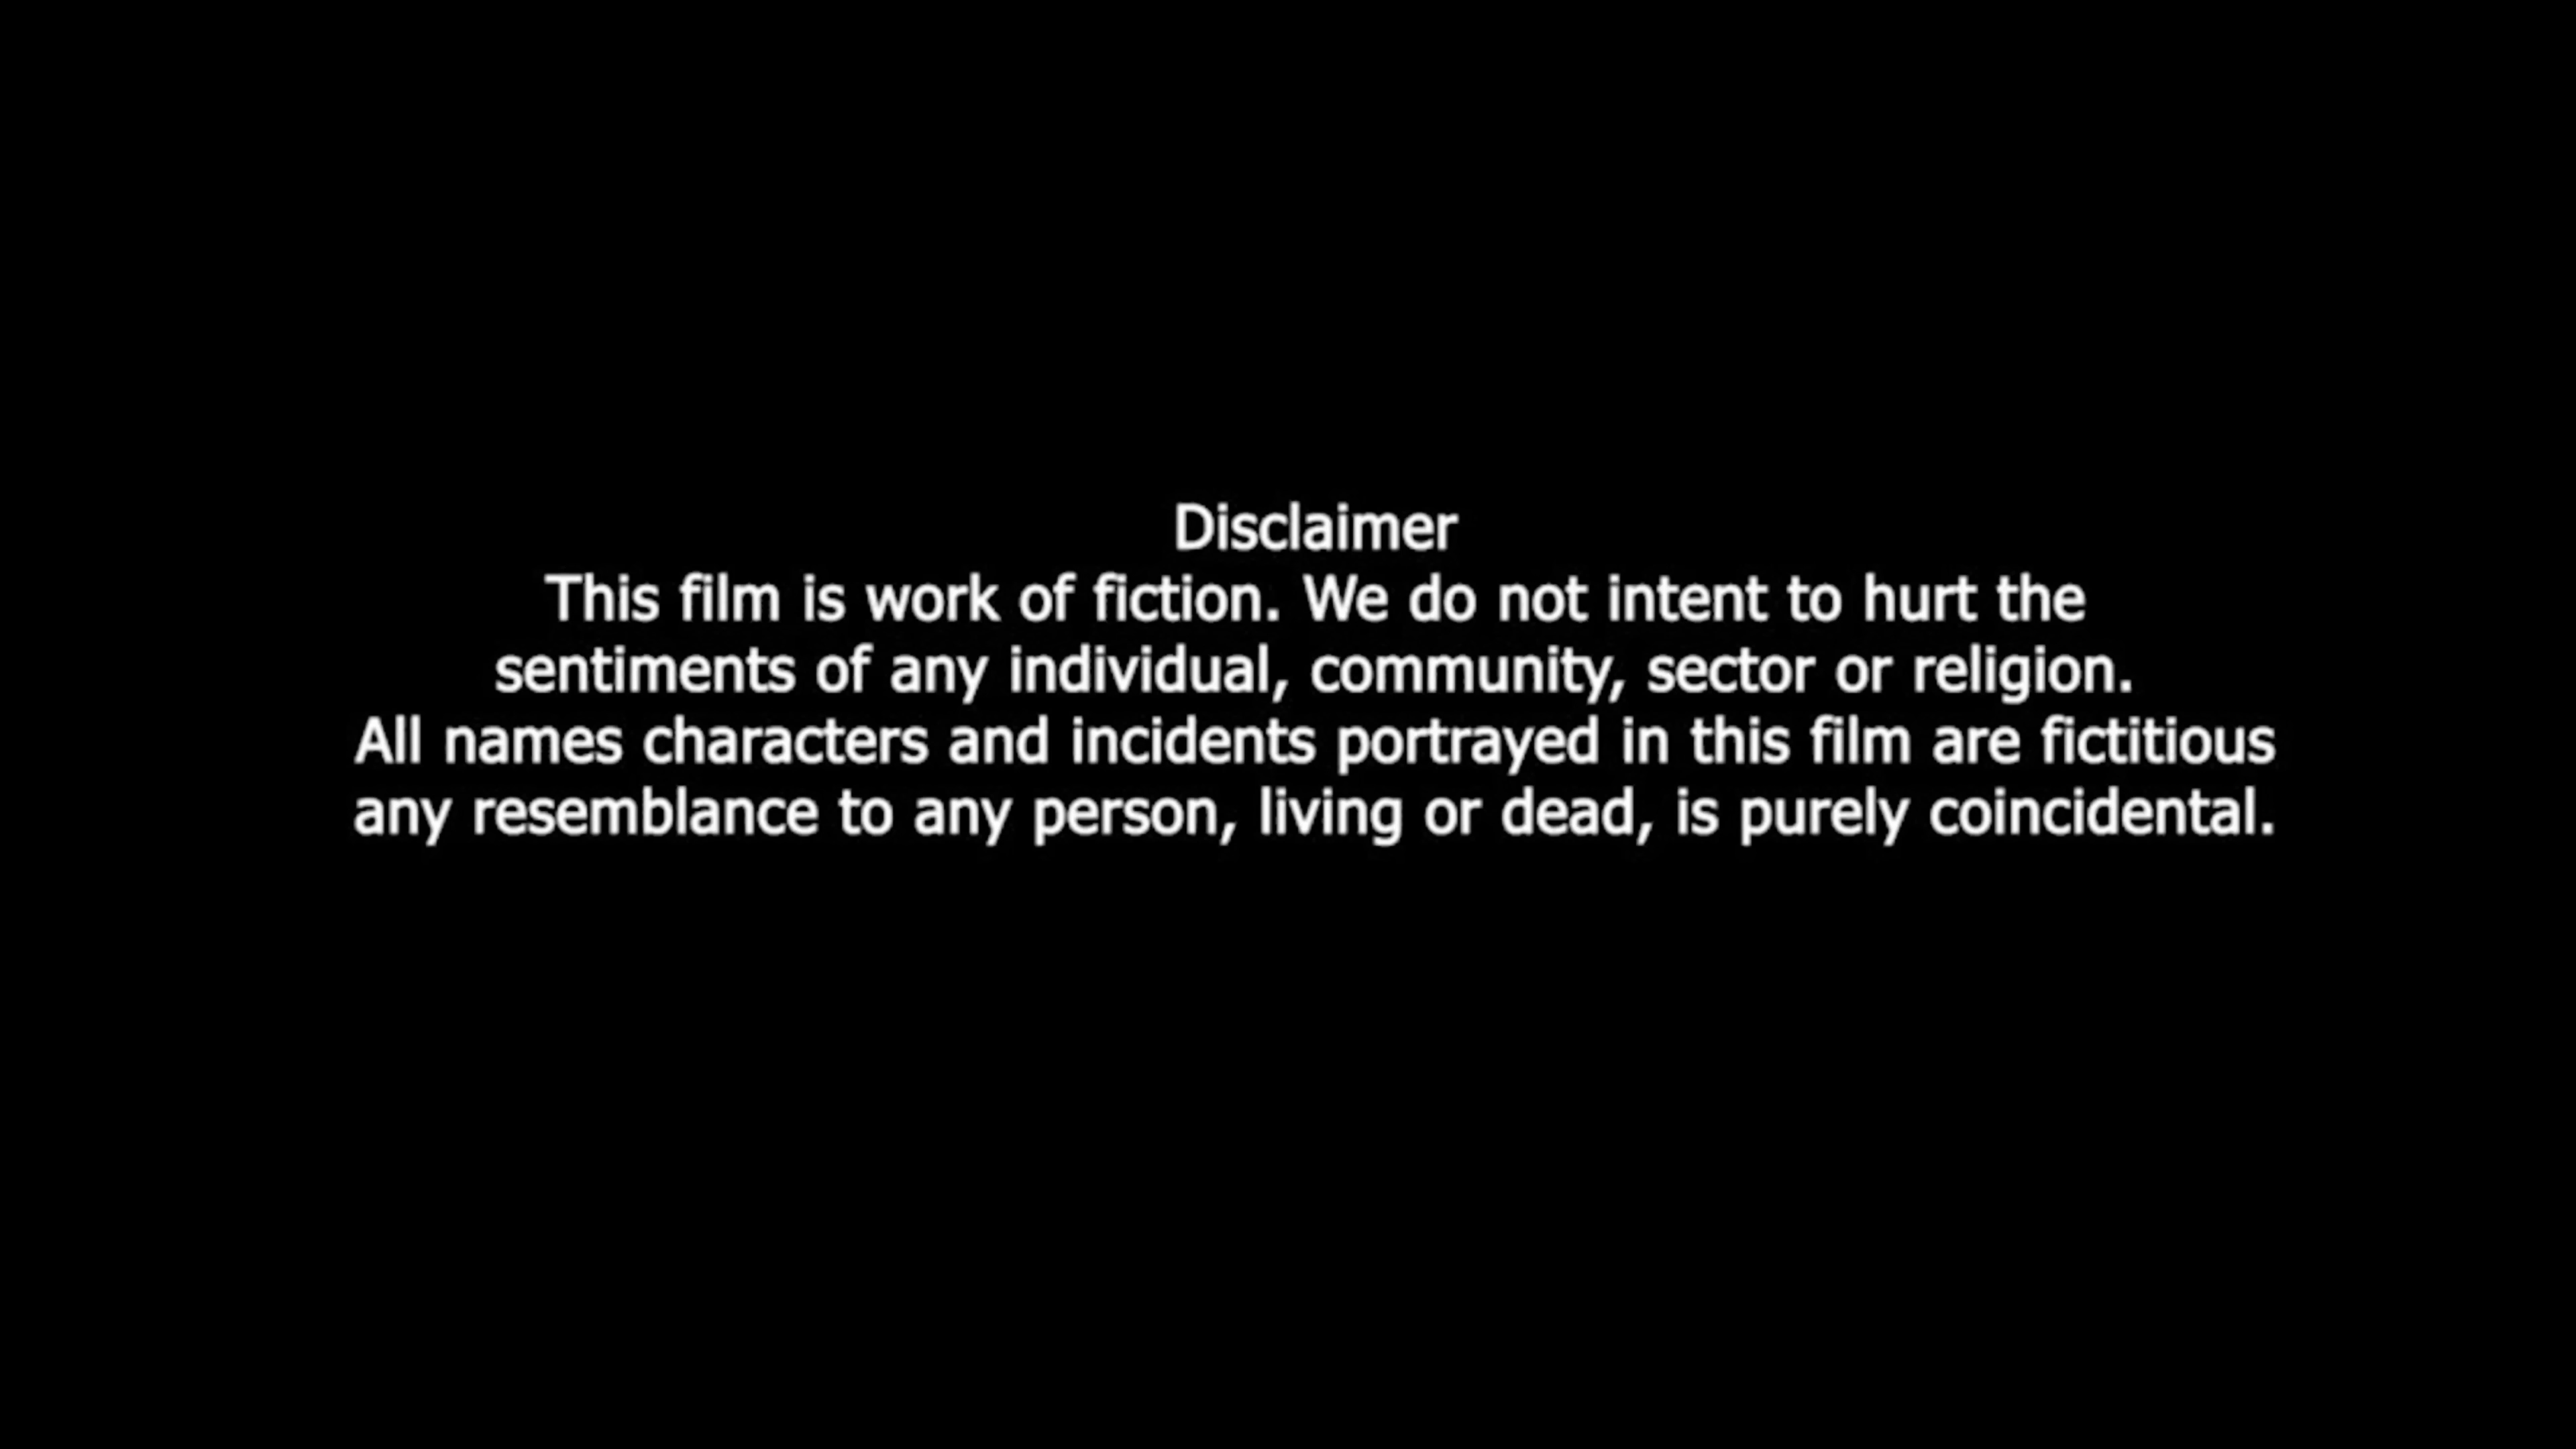 Disclaimer
This film is work of fiction. We do not intent to hurt the
sentiments of any individual, community, sector or religion.
All names characters and incidents portrayed in this film are fictitious
any resemblance to any person, living or dead, is purely coincidental.